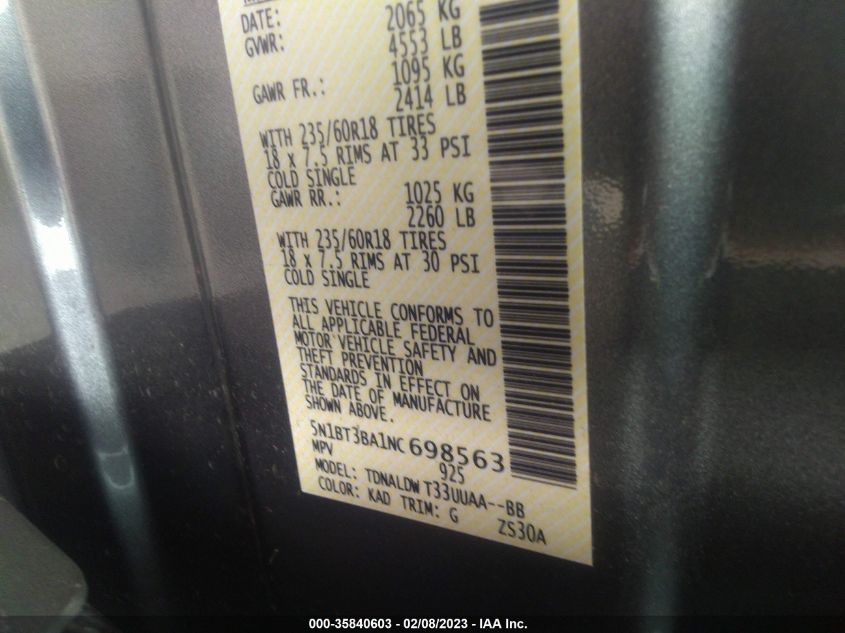 DATE: 2065 KG
GVWR: 4553 LB
1095 KG
GAWR FR.: 2414 LB
WITH 235/60R18 TIRES
18 x 7.5 RIMS AT 33 PSI
COLD SINGLE
GAWR RR.: 1025 KG
2260 LB
WITH 235/60R18 TIRES
18 x 7.5 RIMS AT 30 PSI
COLD SINGLE
THIS VEHICLE CONFORMS TO
ALL APPLICABLE FEDERAL
MOTOR VEHICLE SAFETY AND
THEFT PREVENTION
STANDARDS IN EFFECT ON
THE DATE OF MANUFACTURE
SHOWN ABOVE.
5N1BT3BA1NC698563
MPV 925
MODEL: TDNALDWT33UUAA--BB
COLOR: KAD TRIM: G ZS30A
000-35840603 - 02/08/2023 - IAA Inc.